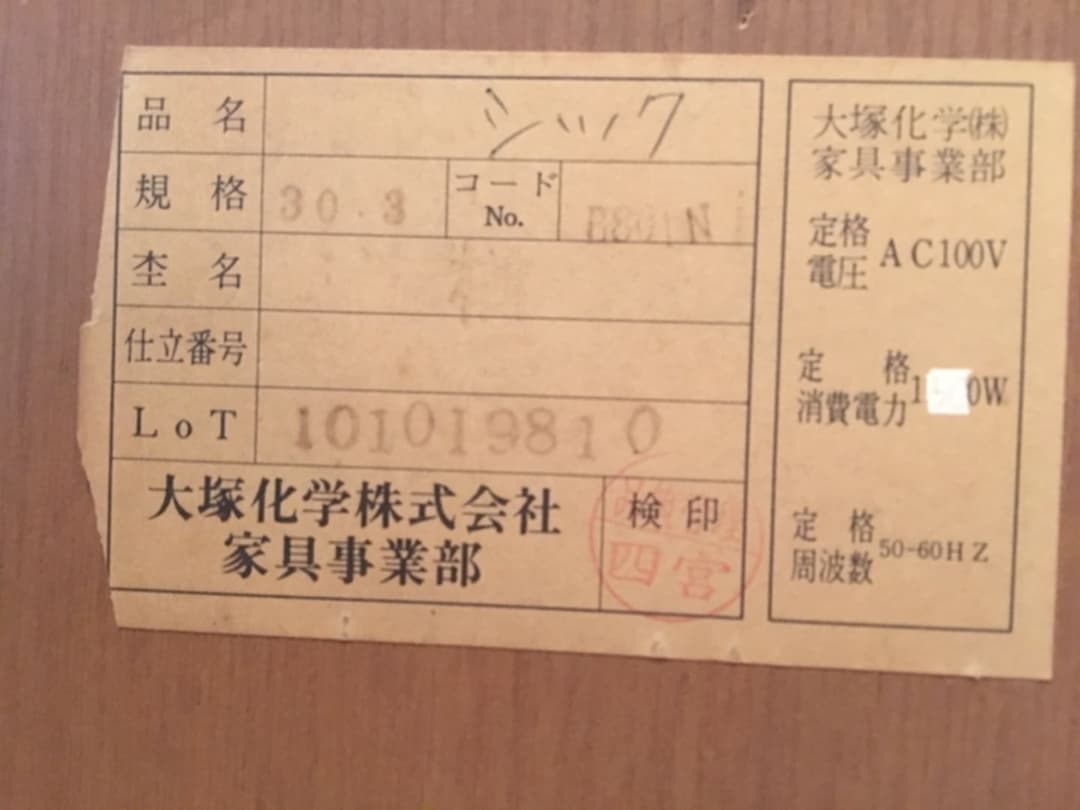 品名 シック
規格 30.3 コードNo.
杢名
仕立番号
LoT 101019810
大塚化学株式会社
家具事業部
検印
四宮
大塚化学㈱
家具事業部
定格電圧 AC100V
定格消費電力 W
定格周波数 50-60HZ